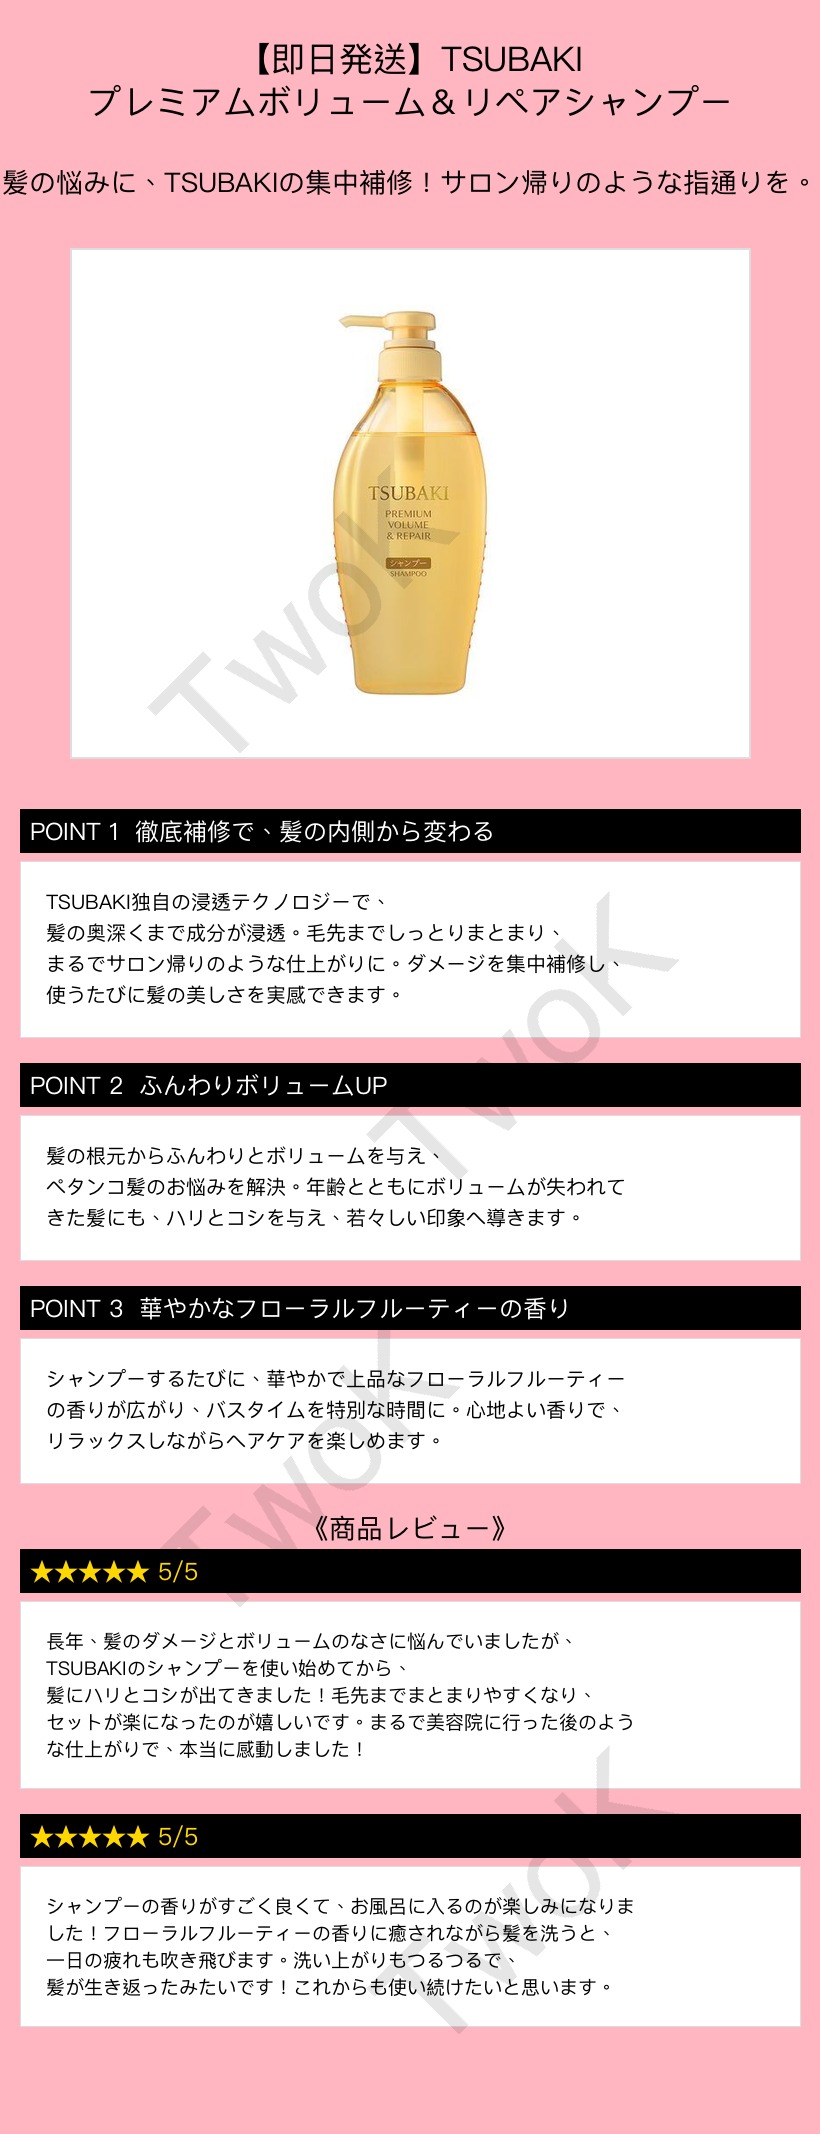 【即日発送】TSUBAKI
プレミアムボリューム＆リペアシャンプー
髪の悩みに、TSUBAKIの集中補修！サロン帰りのような指通りを。
TSUBAKI
PREMIUM
VOLUME
& REPAIR
シャンプー
SHAMPOO
TwoK
POINT 1 徹底補修で、髪の内側から変わる
TSUBAKI独自の浸透テクノロジーで、
髪の奥深くまで成分が浸透。毛先までしっとりまとまり、
まるでサロン帰りのような仕上がりに。ダメージを集中補修し、
使うたびに髪の美しさを実感できます。
TwoK
POINT 2 ふんわりボリュームUP
髪の根元からふんわりとボリュームを与え、
ペタンコ髪のお悩みを解決。年齢とともにボリュームが失われて
きた髪にも、ハリとコシを与え、若々しい印象へ導きます。
POINT 3 華やかなフローラルフルーティーの香り
シャンプーするたびに、華やかで上品なフローラルフルーティー
の香りが広がり、バスタイムを特別な時間に。心地よい香りで、
リラックスしながらヘアケアを楽しめます。
TwoK
《商品レビュー》
★★★★★ 5/5
長年、髪のダメージとボリュームのなさに悩んでいましたが、
TSUBAKIのシャンプーを使い始めてから、
髪にハリとコシが出てきました！毛先までまとまりやすくなり、
セットが楽になったのが嬉しいです。まるで美容院に行った後のよう
な仕上がりで、本当に感動しました！
★★★★★ 5/5
シャンプーの香りがすごく良くて、お風呂に入るのが楽しみになりま
した！フローラルフルーティーの香りに癒されながら髪を洗うと、
一日の疲れも吹き飛びます。洗い上がりもつるつるで、
髪が生き返ったみたいです！これからも使い続けたいと思います。
TwoK